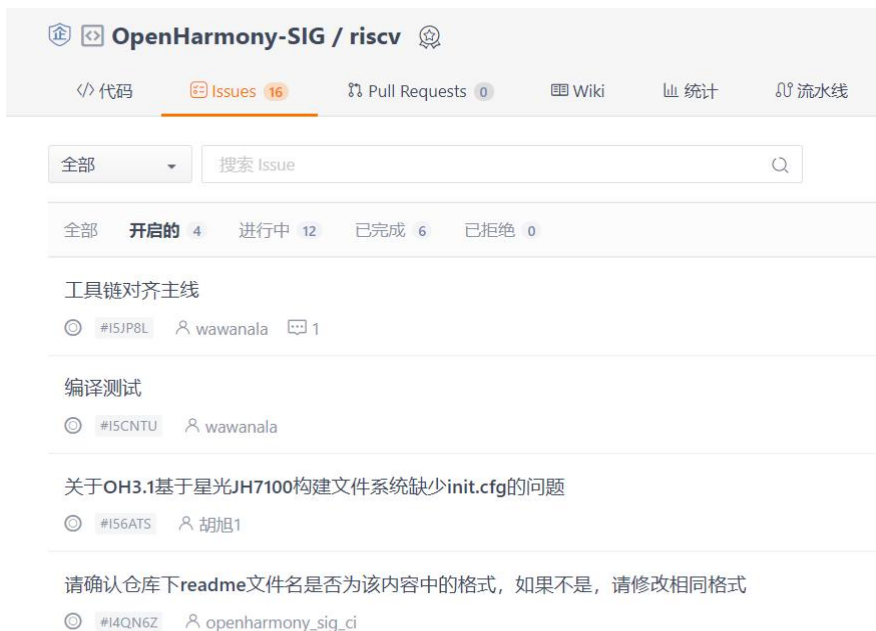 企 OpenHarmony-SIG / riscv
代码 Issues 16 Pull Requests 0 Wiki 统计 流水线
全部 搜索 Issue
全部 开启的 4 进行中 12 已完成 6 已拒绝 0
工具链对齐主线
#I5JP8L wawanala 1
编译测试
#I5CNTU wawanala
关于OH3.1基于星光JH7100构建文件系统缺少init.cfg的问题
#I56ATS 胡旭1
请确认仓库下readme文件名是否为该内容中的格式，如果不是，请修改相同格式
#I4QN6Z openharmony_sig_ci